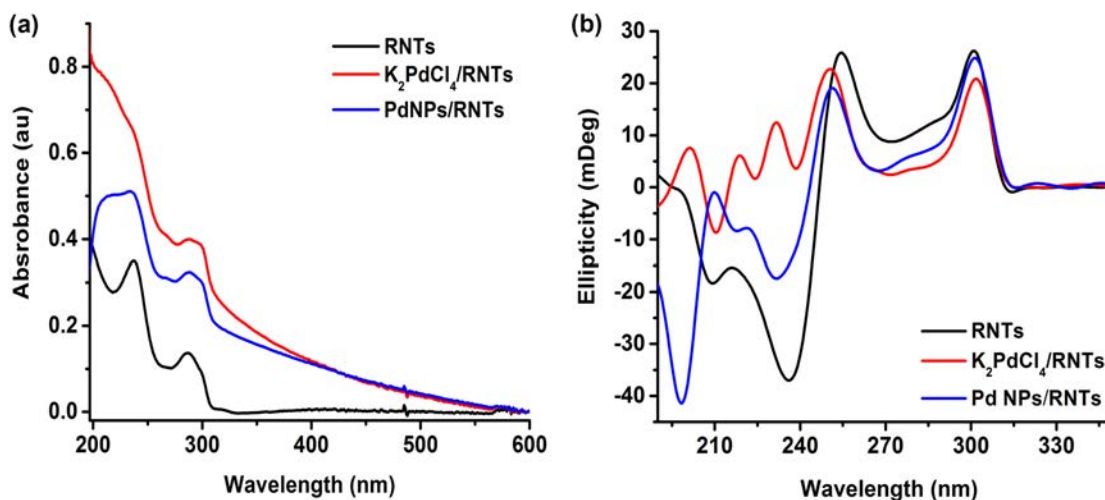 (a)
RNTs
K₂PdCl₄/RNTs
PdNPs/RNTs
0.8
0.6
0.4
0.2
0.0
Absrobance (au)
200 300 400 500 600
Wavelength (nm)
(b)
30
20
10
0
-10
-20
-30
-40
Ellipticity (mDeg)
RNTs
K₂PdCl₄/RNTs
Pd NPs/RNTs
210 240 270 300 330
Wavelength (nm)